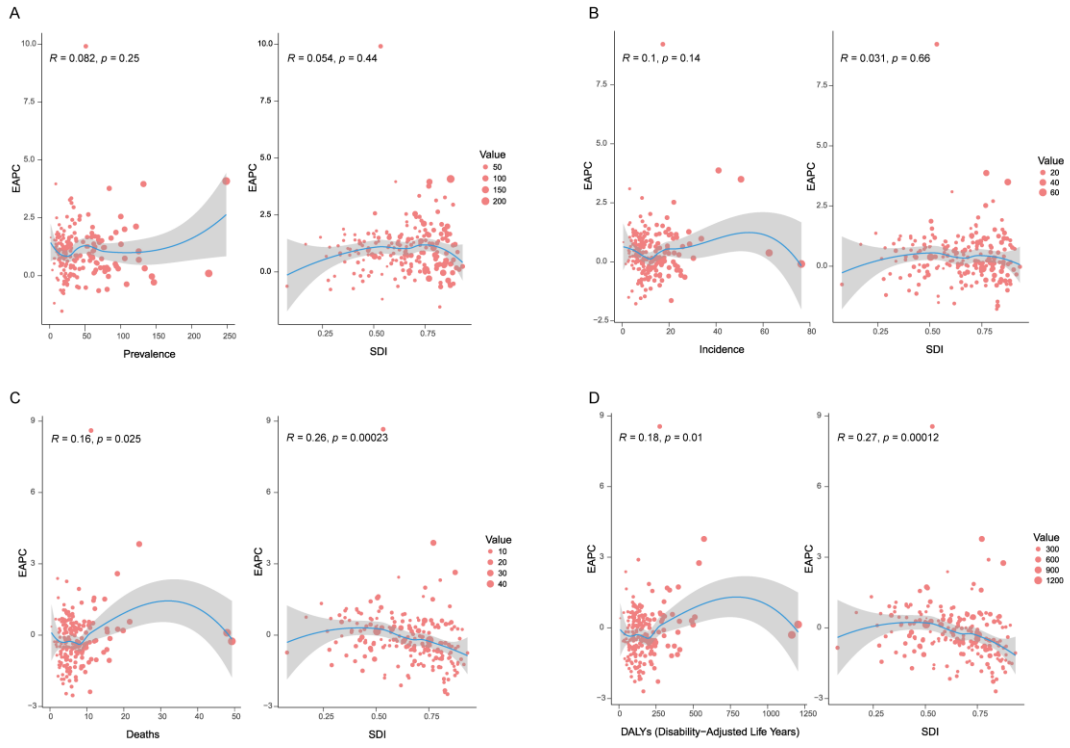 A
B
R = 0.082, p = 0.25
R = 0.054, p = 0.44
R = 0.1, p = 0.14
R = 0.031, p = 0.66
10.0
7.5
5.0
2.5
0.0
EAPC
0 50 100 150 200 250
Prevalence
10.0
7.5
5.0
2.5
0.0
EAPC
0.25 0.50 0.75
SDI
Value
50
100
150
200
7.5
5.0
2.5
0.0
−2.5
EAPC
0 20 40 60 80
Incidence
7.5
5.0
2.5
0.0
EAPC
0.25 0.50 0.75
SDI
Value
20
40
60
C
D
R = 0.16, p = 0.025
R = 0.26, p = 0.00023
R = 0.18, p = 0.01
R = 0.27, p = 0.00012
9
6
3
0
−3
EAPC
0 10 20 30 40 50
Deaths
9
6
3
0
−3
EAPC
0.25 0.50 0.75
SDI
Value
10
20
30
40
9
6
3
0
−3
EAPC
0 250 500 750 1000 1250
DALYs (Disability−Adjusted Life Years)
9
6
3
0
−3
EAPC
0.25 0.50 0.75
SDI
Value
300
600
900
1200